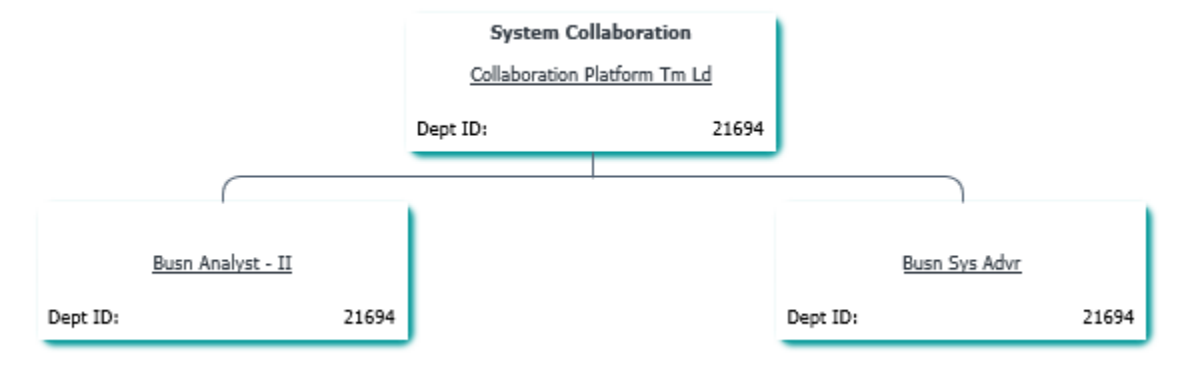 System Collaboration
Collaboration Platform Tm Ld
Dept ID: 21694
Busn Analyst - II
Dept ID: 21694
Busn Sys Advr
Dept ID: 21694